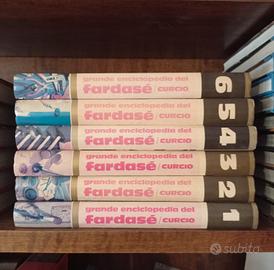 grande enciclopedia del
fardasé / CURCIO
6
grande enciclopedia del
fardasé / CURCIO
5
grande enciclopedia del
fardasé / CURCIO
4
grande enciclopedia del
fardasé / CURCIO
3
grande enciclopedia del
fardasé / CURCIO
2
grande enciclopedia del
fardasé / CURCIO
1
subito